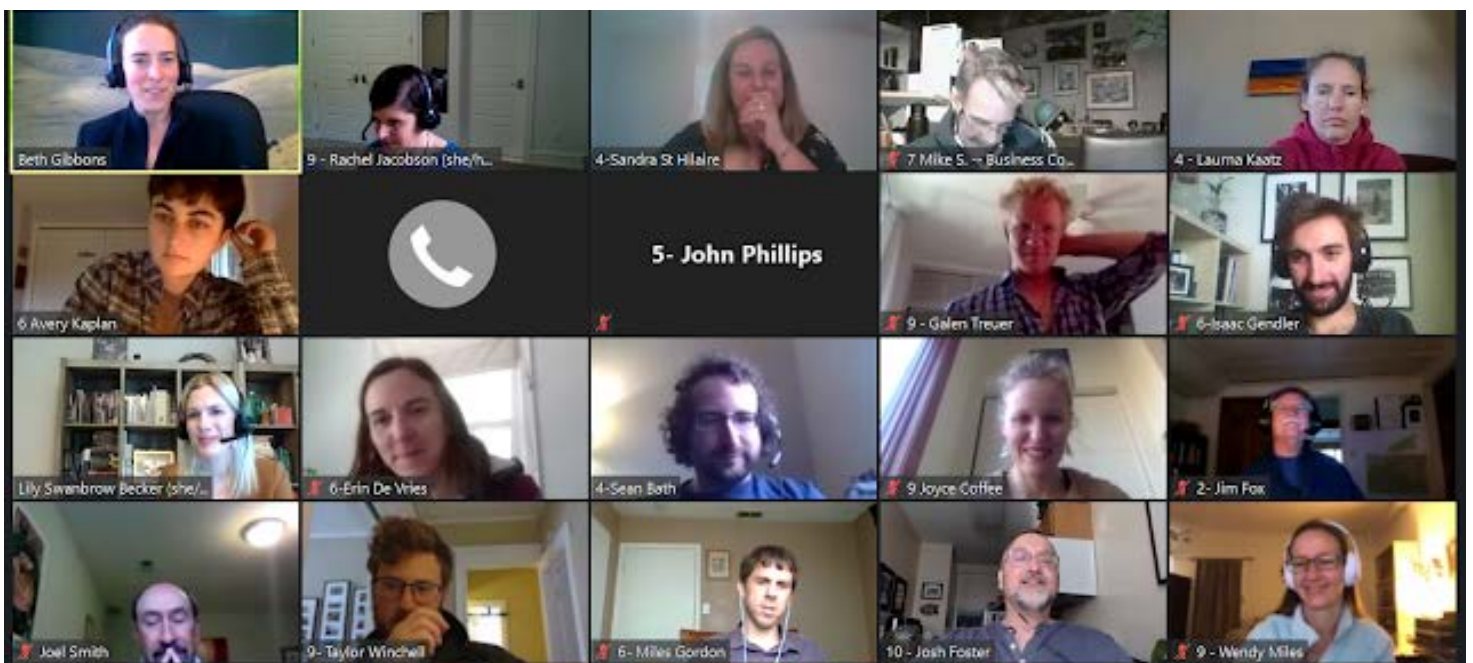 Beth Gibbons
9 - Rachel Jacobson (she/h...
4-Sandra St Hilaire
7 Mike S. -- Business Co...
4 - Laurna Kaatz
6 Avery Kaplan
5- John Phillips
9 - Galen Treuer
6-Isaac Gendler
Lily Swanbrow Becker (she/...
6-Erin De Vries
4-Sean Bath
9 Joyce Coffee
2- Jim Fox
Joel Smith
9- Taylor Winchell
6- Miles Gordon
10 - Josh Foster
9 - Wendy Miles